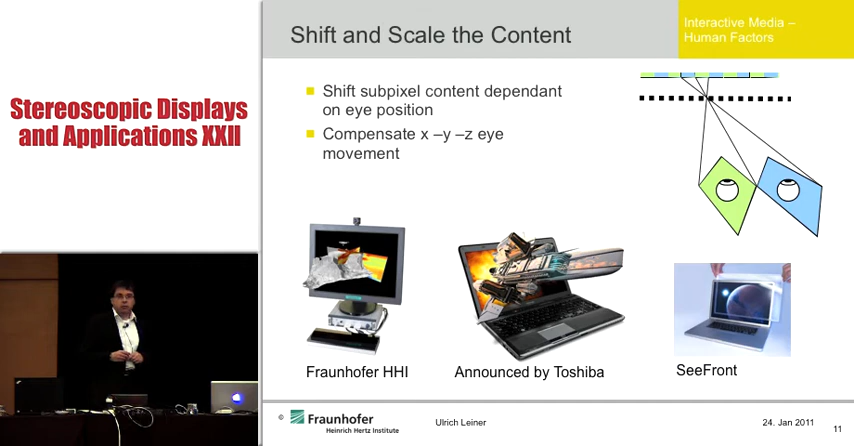 Stereoscopic Displays
and Applications XXII
Shift and Scale the Content
Interactive Media –
Human Factors
Shift subpixel content dependant
on eye position
Compensate x –y –z eye
movement
Fraunhofer HHI
Announced by Toshiba
SeeFront
©
Fraunhofer
Heinrich Hertz Institute
Ulrich Leiner
24. Jan 2011
11